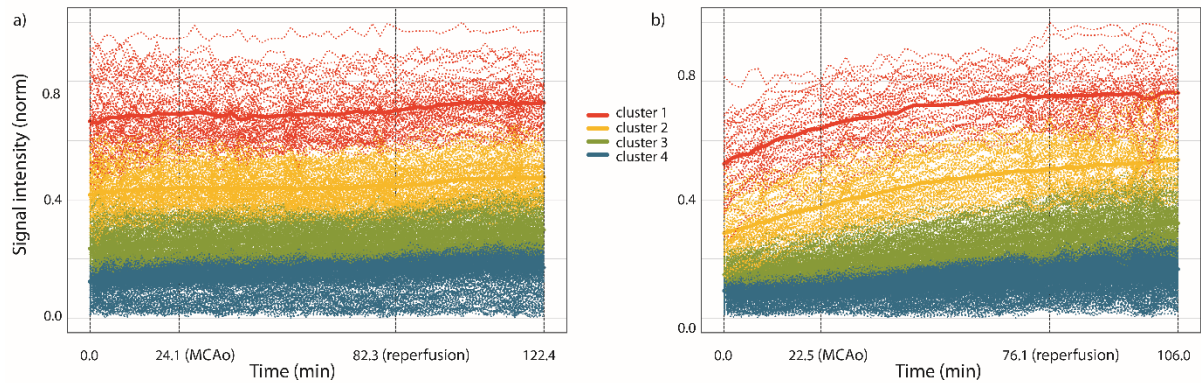 a)
Signal intensity (norm)
0.8
0.4
0.0
0.0 24.1 (MCAo) 82.3 (reperfusion) 122.4
Time (min)
cluster 1
cluster 2
cluster 3
cluster 4
b)
0.8
0.4
0.0
0.0 22.5 (MCAo) 76.1 (reperfusion) 106.0
Time (min)